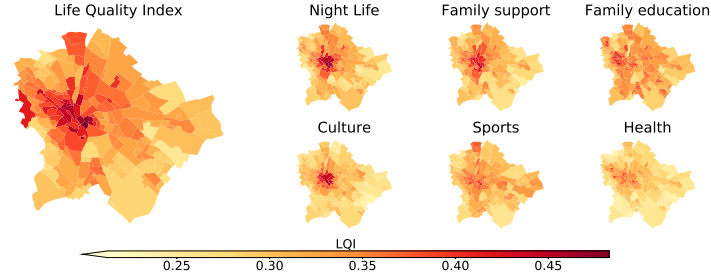 Life Quality Index
Night Life
Family support
Family education
Culture
Sports
Health
LQI
0.25
0.30
0.35
0.40
0.45